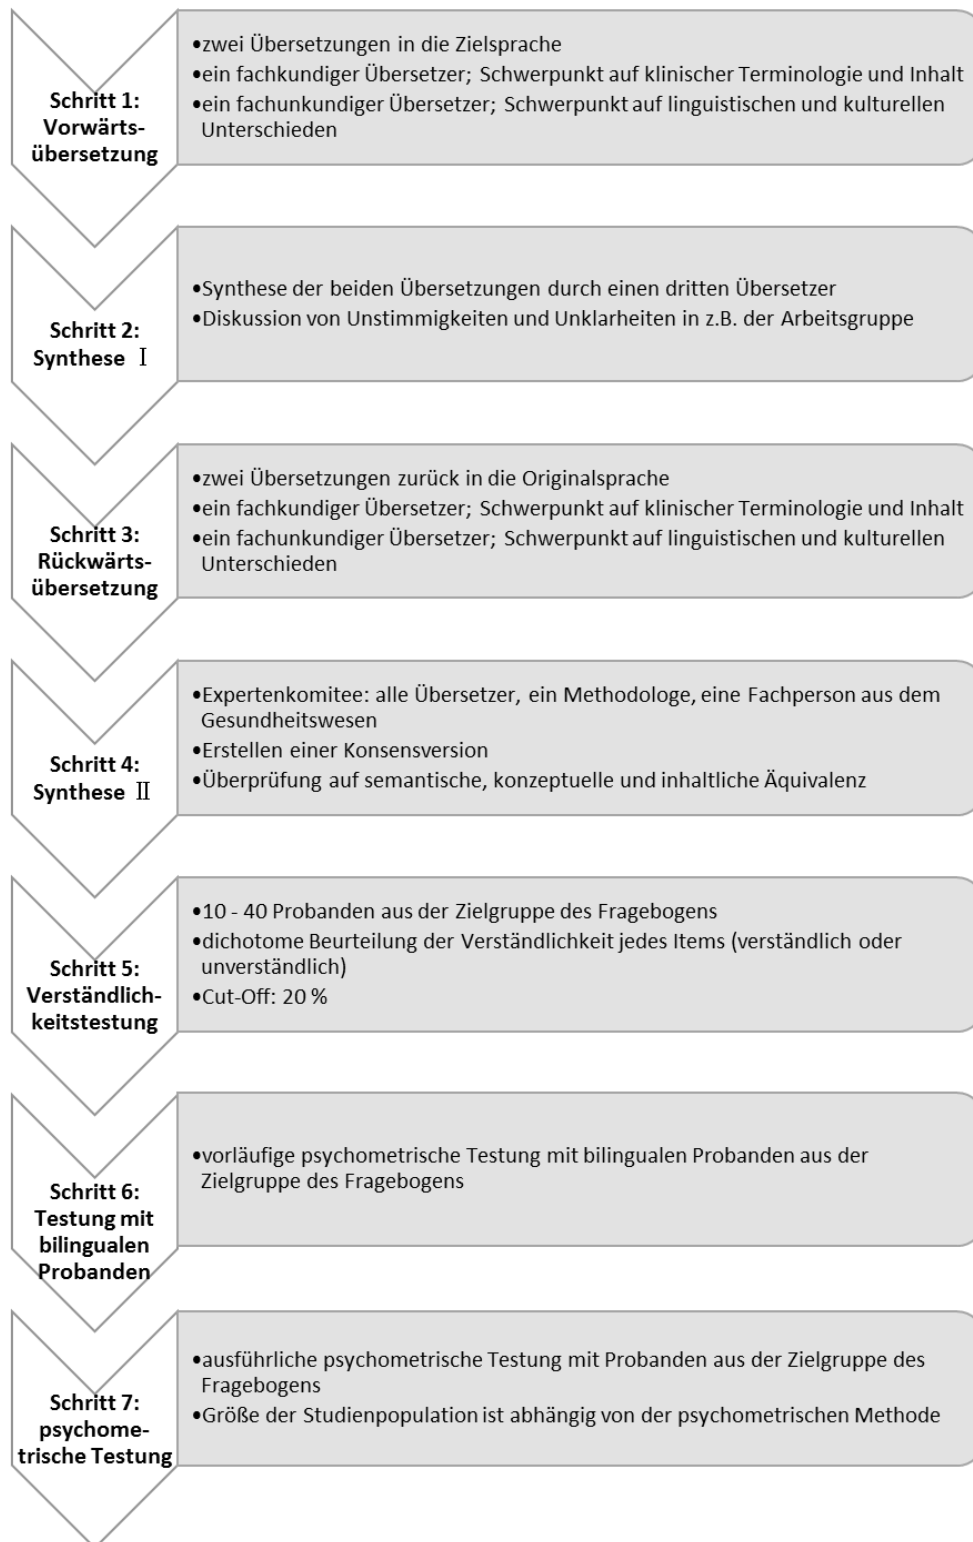 Schritt 1:
Vorwärts-
übersetzung
•zwei Übersetzungen in die Zielsprache
•ein fachkundiger Übersetzer; Schwerpunkt auf klinischer Terminologie und Inhalt
•ein fachunkundiger Übersetzer; Schwerpunkt auf linguistischen und kulturellen
Unterschieden
Schritt 2:
Synthese Ⅰ
•Synthese der beiden Übersetzungen durch einen dritten Übersetzer
•Diskussion von Unstimmigkeiten und Unklarheiten in z.B. der Arbeitsgruppe
Schritt 3:
Rückwärts-
übersetzung
•zwei Übersetzungen zurück in die Originalsprache
•ein fachkundiger Übersetzer; Schwerpunkt auf klinischer Terminologie und Inhalt
•ein fachunkundiger Übersetzer; Schwerpunkt auf linguistischen und kulturellen
Unterschieden
Schritt 4:
Synthese Ⅱ
•Expertenkomitee: alle Übersetzer, ein Methodologe, eine Fachperson aus dem
Gesundheitswesen
•Erstellen einer Konsensversion
•Überprüfung auf semantische, konzeptuelle und inhaltliche Äquivalenz
Schritt 5:
Verständlich-
keitstestung
•10 - 40 Probanden aus der Zielgruppe des Fragebogens
•dichotome Beurteilung der Verständlichkeit jedes Items (verständlich oder
unverständlich)
•Cut-Off: 20 %
Schritt 6:
Testung mit
bilingualen
Probanden
•vorläufige psychometrische Testung mit bilingualen Probanden aus der
Zielgruppe des Fragebogens
Schritt 7:
psychome-
trische Testung
•ausführliche psychometrische Testung mit Probanden aus der Zielgruppe des
Fragebogens
•Größe der Studienpopulation ist abhängig von der psychometrischen Methode